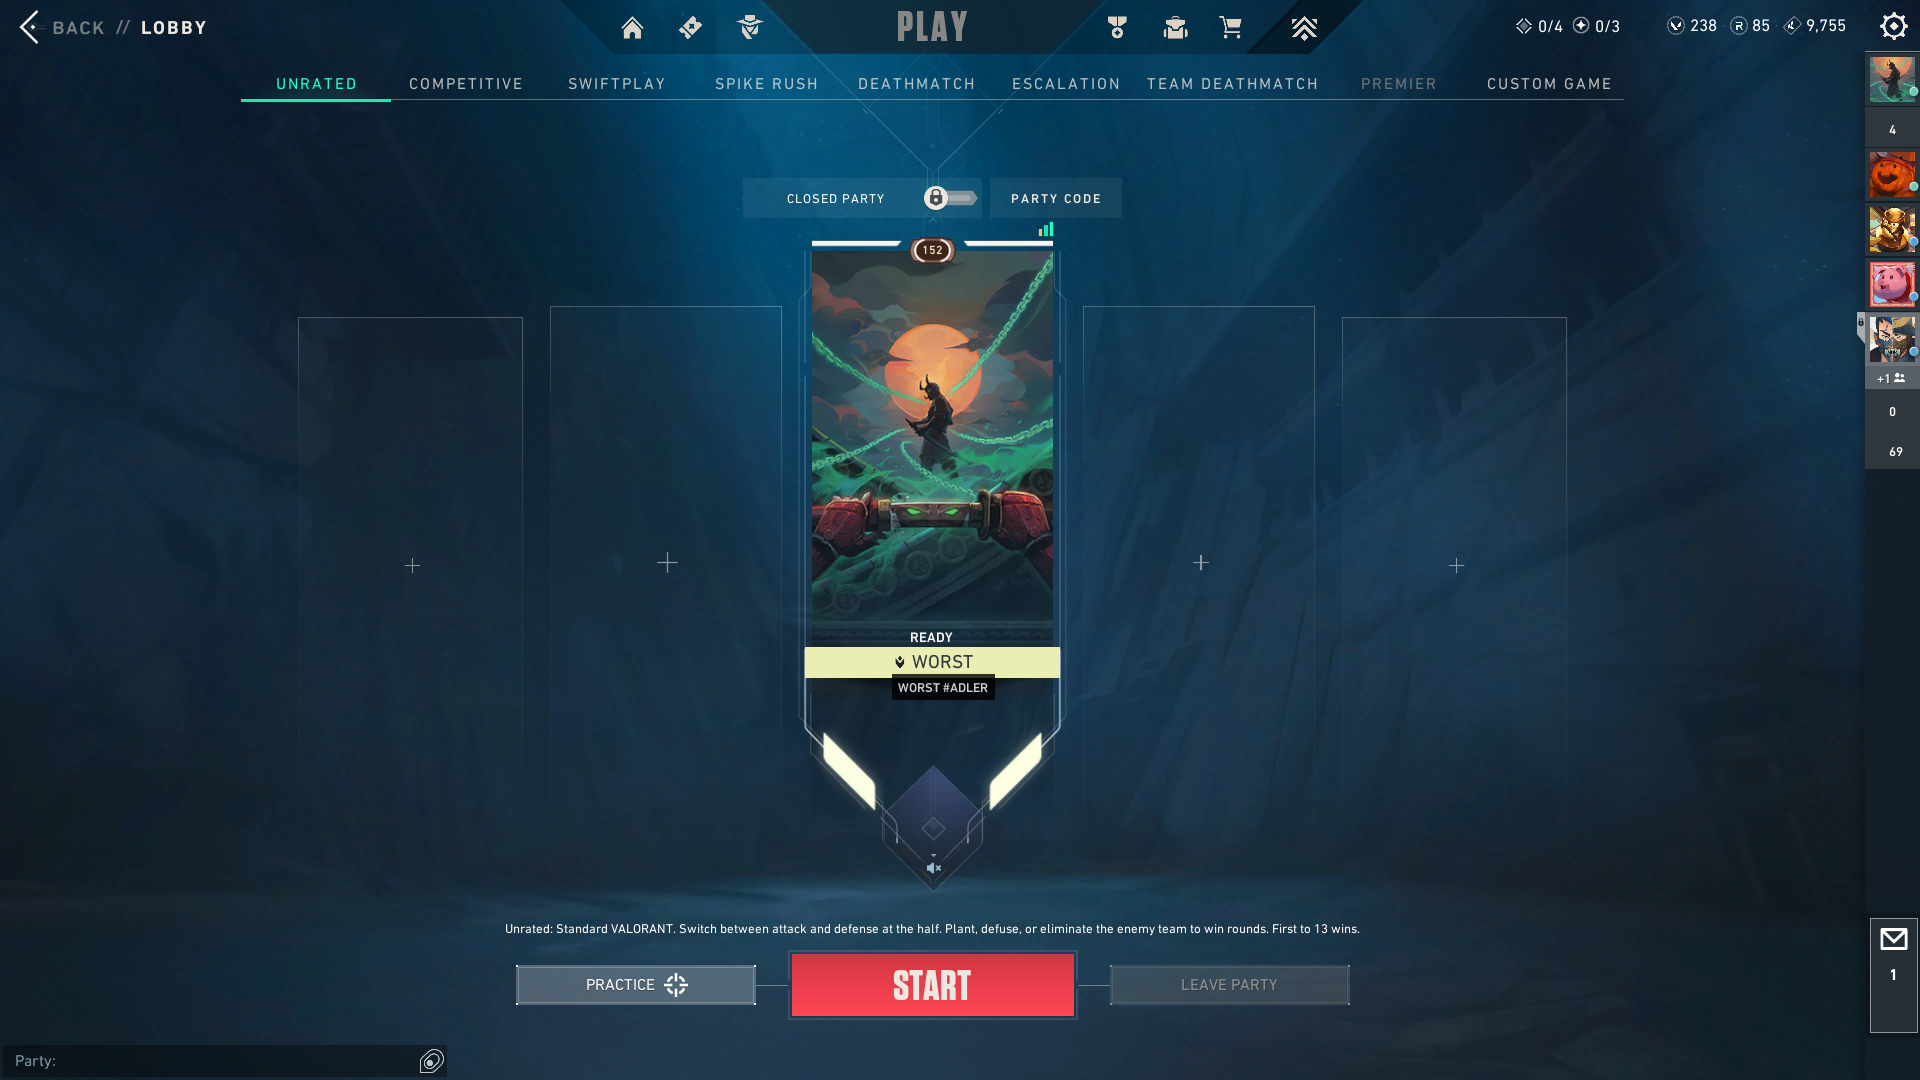 BACK // LOBBY
PLAY
0/4 0/3 238 85 9,755
UNRATED COMPETITIVE SWIFTPLAY SPIKE RUSH DEATHMATCH ESCALATION TEAM DEATHMATCH PREMIER CUSTOM GAME
4
CLOSED PARTY PARTY CODE
152
+1
0
69
READY
WORST
WORST #ADLER
Unrated: Standard VALORANT. Switch between attack and defense at the half. Plant, defuse, or eliminate the enemy team to win rounds. First to 13 wins.
PRACTICE START LEAVE PARTY
1
Party: